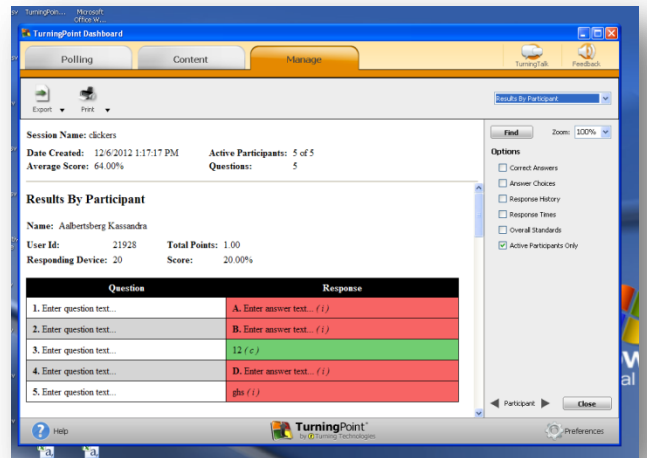 TurningPoin... Microsoft
Office W...
TurningPoint Dashboard
Polling Content Manage
TurningTalk Feedback
Export Print
Results By Participant
Session Name: clickers
Date Created: 12/6/2012 1:17:17 PM Active Participants: 5 of 5
Average Score: 64.00% Questions: 5
Find Zoom: 100%
Options
Correct Answers
Answer Choices
Response History
Response Times
Overall Standards
Active Participants Only
Results By Participant
Name: Aalbertsberg Kassandra
User Id: 21928 Total Points: 1.00
Responding Device: 20 Score: 20.00%
Question Response
1. Enter question text... A. Enter answer text... ( i )
2. Enter question text... B. Enter answer text... ( i )
3. Enter question text... 12 ( c )
4. Enter question text... D. Enter answer text... ( i )
5. Enter question text... ghs ( i )
Participant Close
Help TurningPoint
by Turning Technologies
Preferences